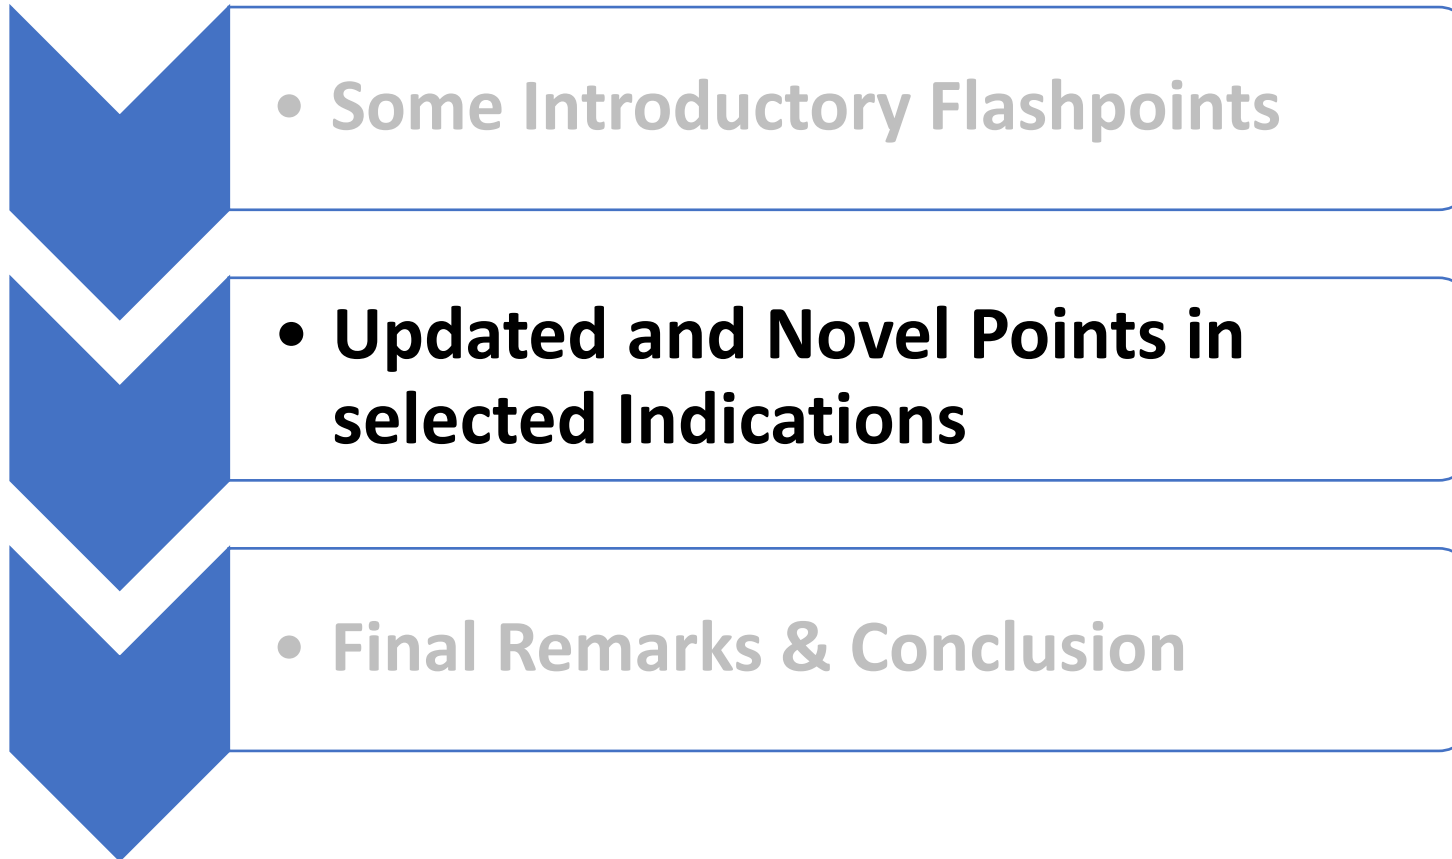 • Some Introductory Flashpoints
• Updated and Novel Points in
selected Indications
• Final Remarks & Conclusion